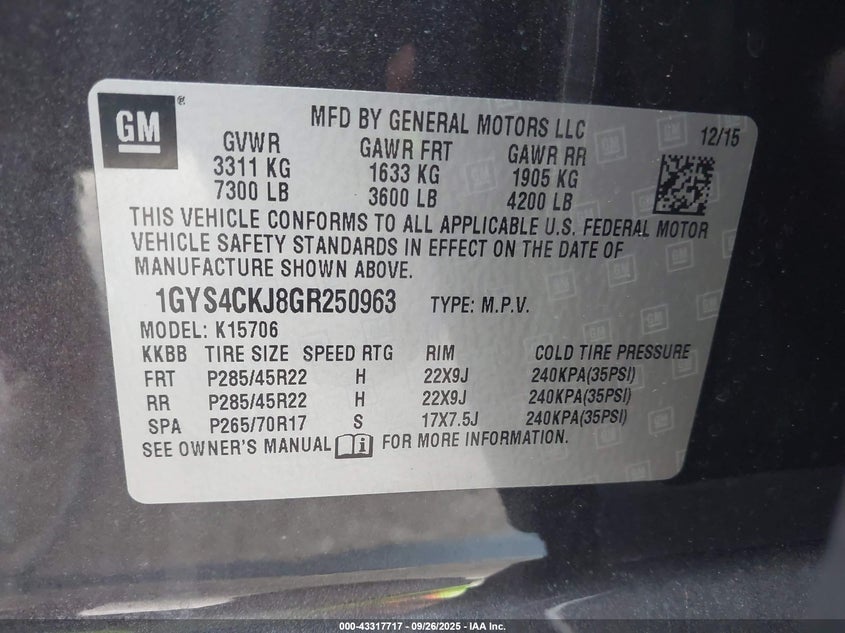 GM ®
MFD BY GENERAL MOTORS LLC 12/15
GVWR GAWR FRT GAWR RR
3311 KG 1633 KG 1905 KG
7300 LB 3600 LB 4200 LB
THIS VEHICLE CONFORMS TO ALL APPLICABLE U.S. FEDERAL MOTOR
VEHICLE SAFETY STANDARDS IN EFFECT ON THE DATE OF
MANUFACTURE SHOWN ABOVE.
1GYS4CKJ8GR250963 TYPE: M.P.V.
MODEL: K15706
KKBB TIRE SIZE SPEED RTG RIM COLD TIRE PRESSURE
FRT P285/45R22 H 22X9J 240KPA(35PSI)
RR P285/45R22 H 22X9J 240KPA(35PSI)
SPA P265/70R17 S 17X7.5J 240KPA(35PSI)
SEE OWNER'S MANUAL i FOR MORE INFORMATION.
000-43317717 - 09/26/2025 - IAA Inc.